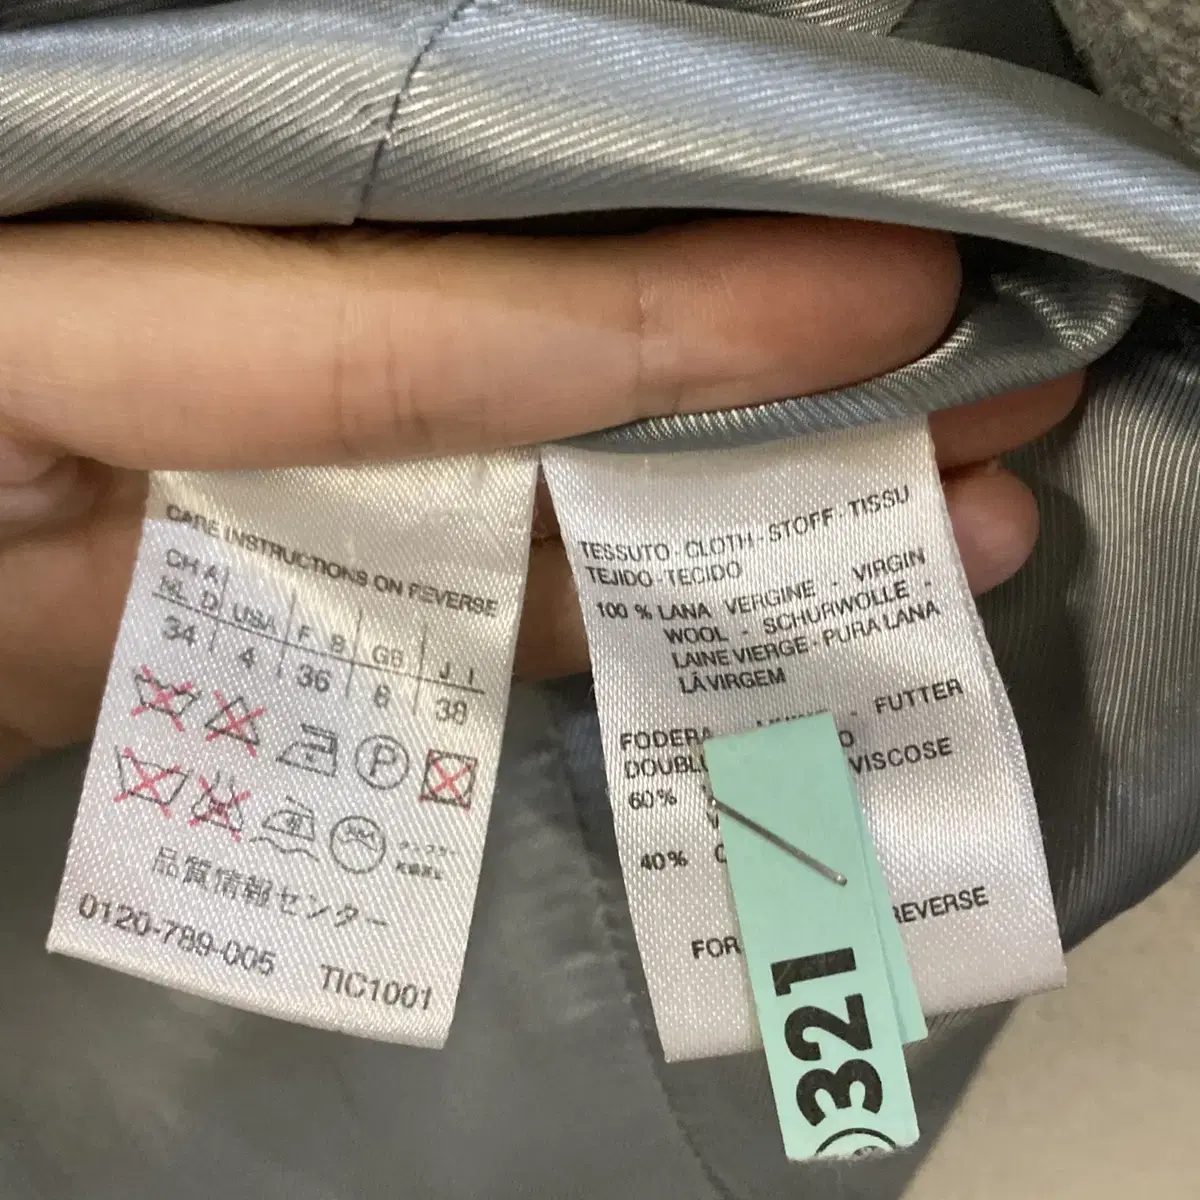 CARE INSTRUCTIONS ON REVERSE
CH A
NL D USA F B GB J I
34 4 36 6 38
P
品質情報センター
0120-789-005 TIC1001
TESSUTO - CLOTH - STOFF - TISSU
TEJIDO - TECIDO
100 % LANA VERGINE - VIRGIN
WOOL - SCHURWOLLE -
LAINE VIERGE - PURA LANA
LÃ VIRGEM
FODERA - FUTTER
VISCOSE
60%
40%
FOR REVERSE
321